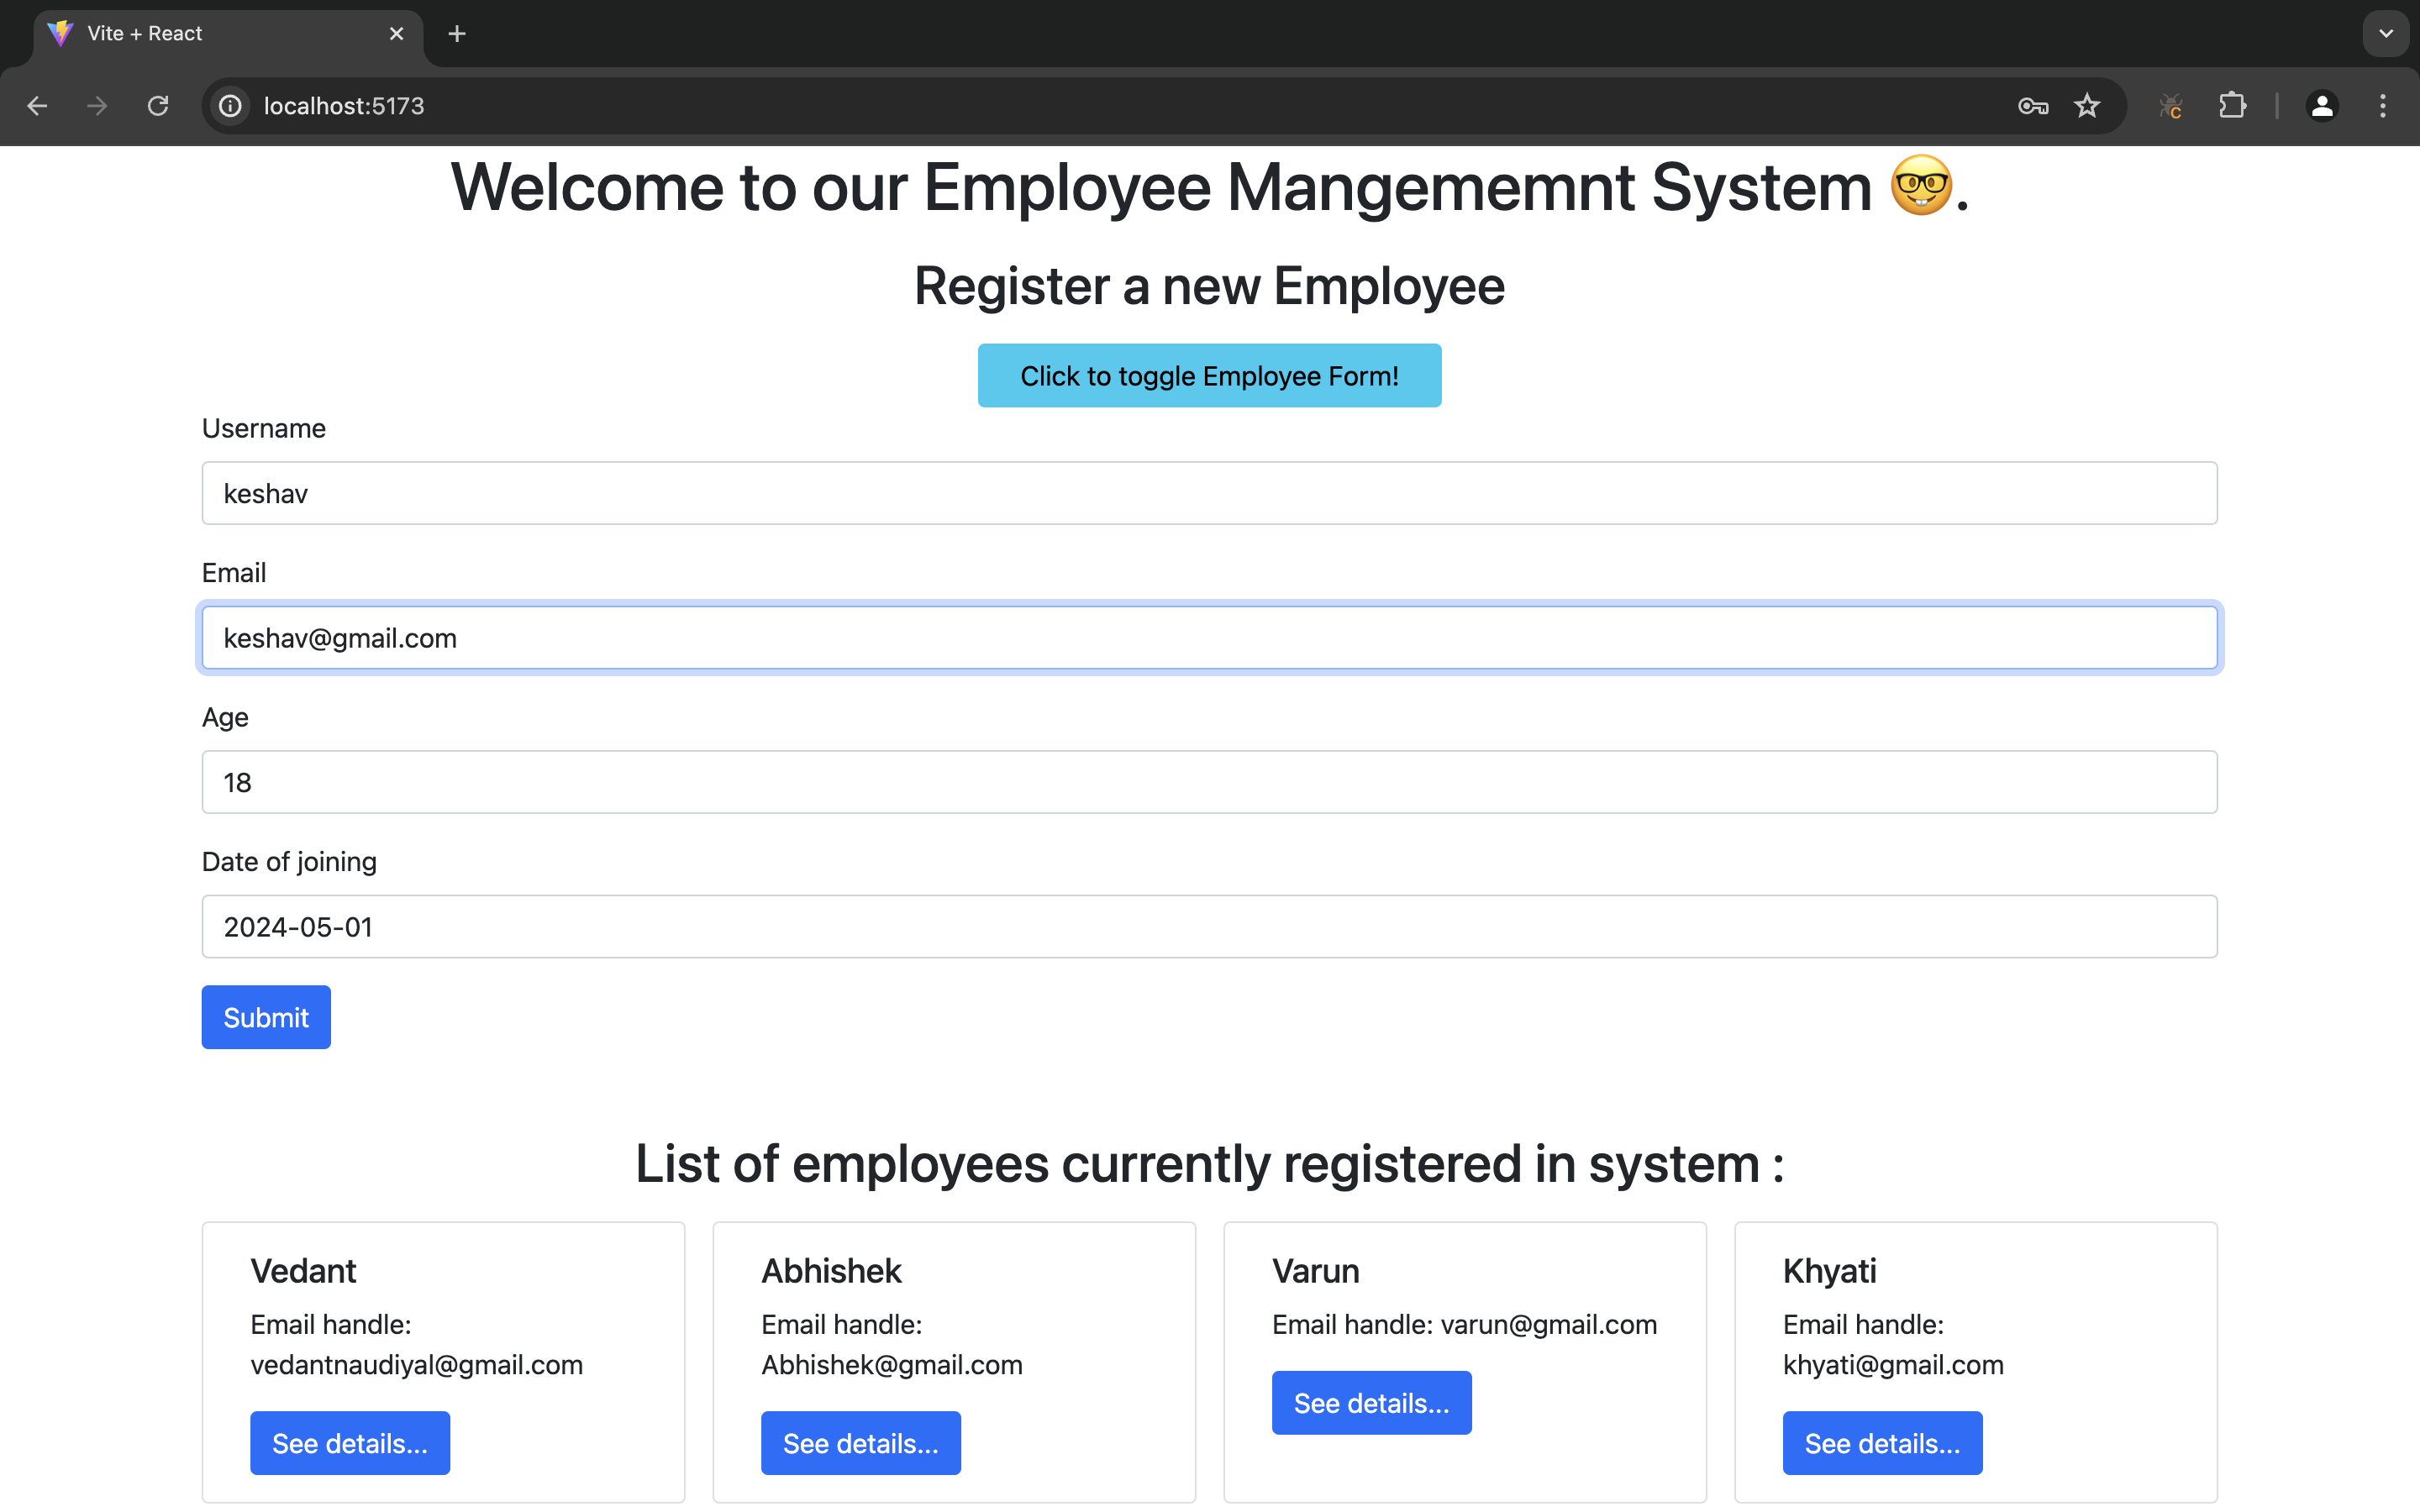 Vite + React
localhost:5173
Welcome to our Employee Mangememnt System 🤓.
Register a new Employee
Click to toggle Employee Form!
Username
keshav
Email
keshav@gmail.com
Age
18
Date of joining
2024-05-01
Submit
List of employees currently registered in system :
Vedant
Email handle:
vedantnaudiyal@gmail.com
See details...
Abhishek
Email handle:
Abhishek@gmail.com
See details...
Varun
Email handle: varun@gmail.com
See details...
Khyati
Email handle:
khyati@gmail.com
See details...